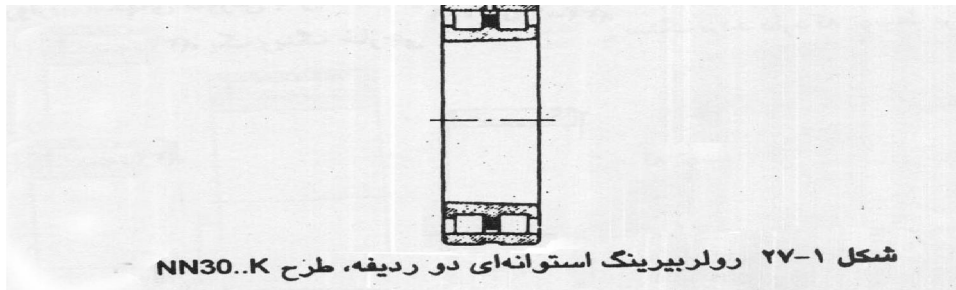 شکل ۱-۲۷ رولربیرینگ استوانه‌ای دو ردیفه، طرح NN30..K